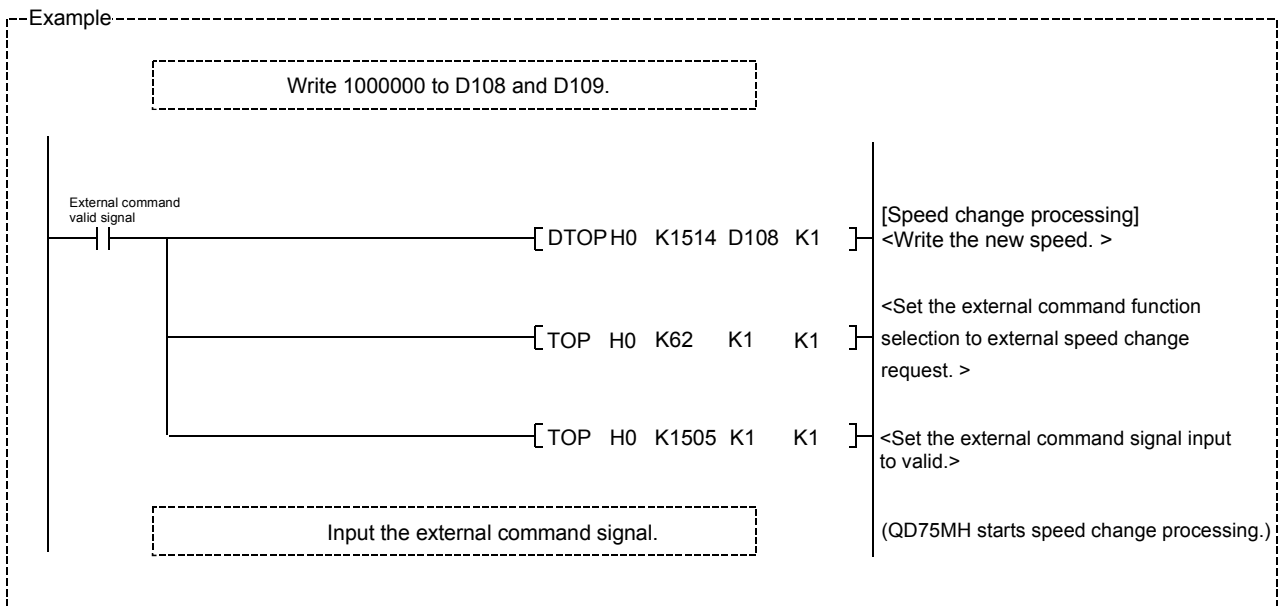 Example
Write 1000000 to D108 and D109.
External command
valid signal
DTOP H0 K1514 D108 K1
[Speed change processing]
<Write the new speed. >
TOP H0 K62 K1 K1
<Set the external command function
selection to external speed change
request. >
TOP H0 K1505 K1 K1
<Set the external command signal input
to valid.>
Input the external command signal.
(QD75MH starts speed change processing.)